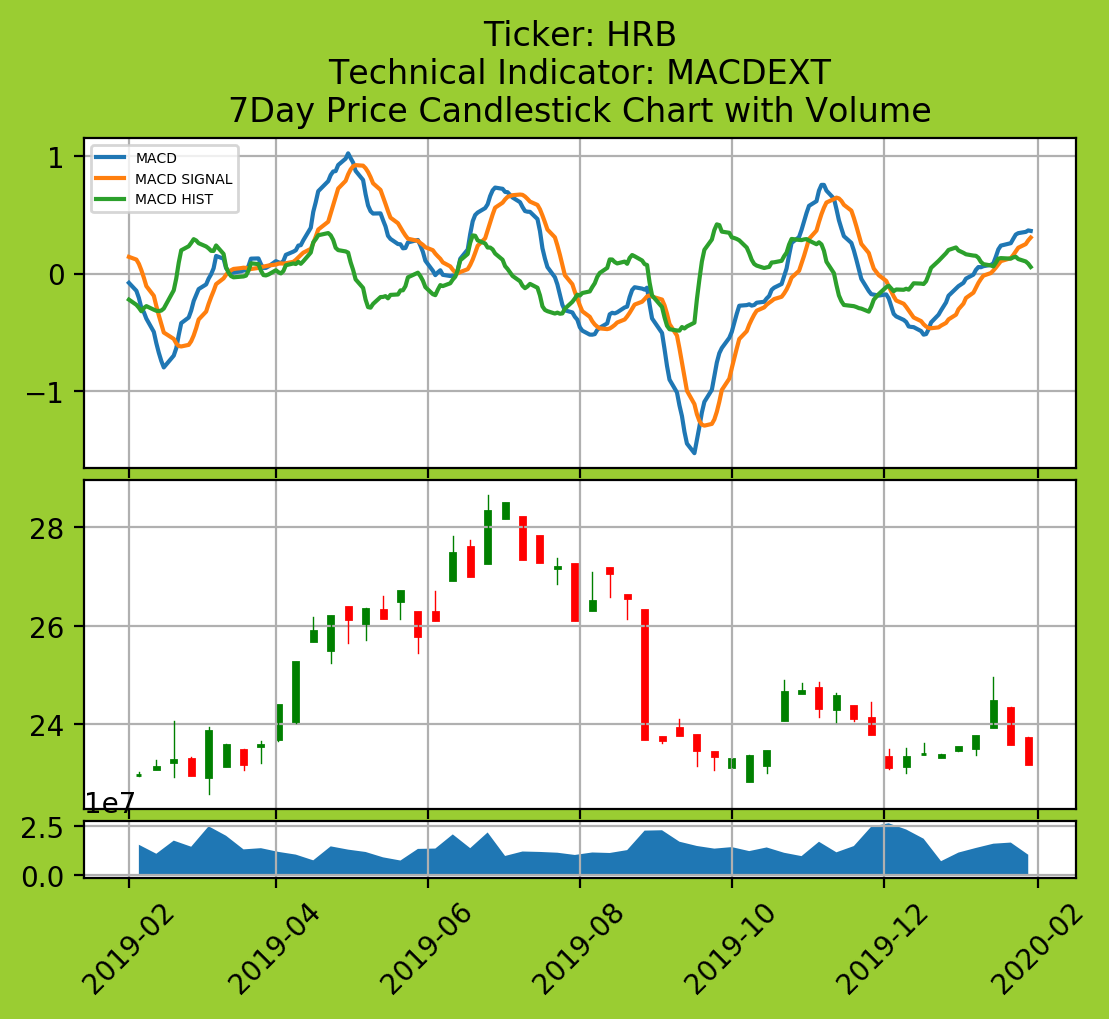 Ticker: HRB
Technical Indicator: MACDEXT
7Day Price Candlestick Chart with Volume
MACD
MACD SIGNAL
MACD HIST
1
0
−1
28
26
24
1e7
2.5
0.0
2019-02
2019-04
2019-06
2019-08
2019-10
2019-12
2020-02